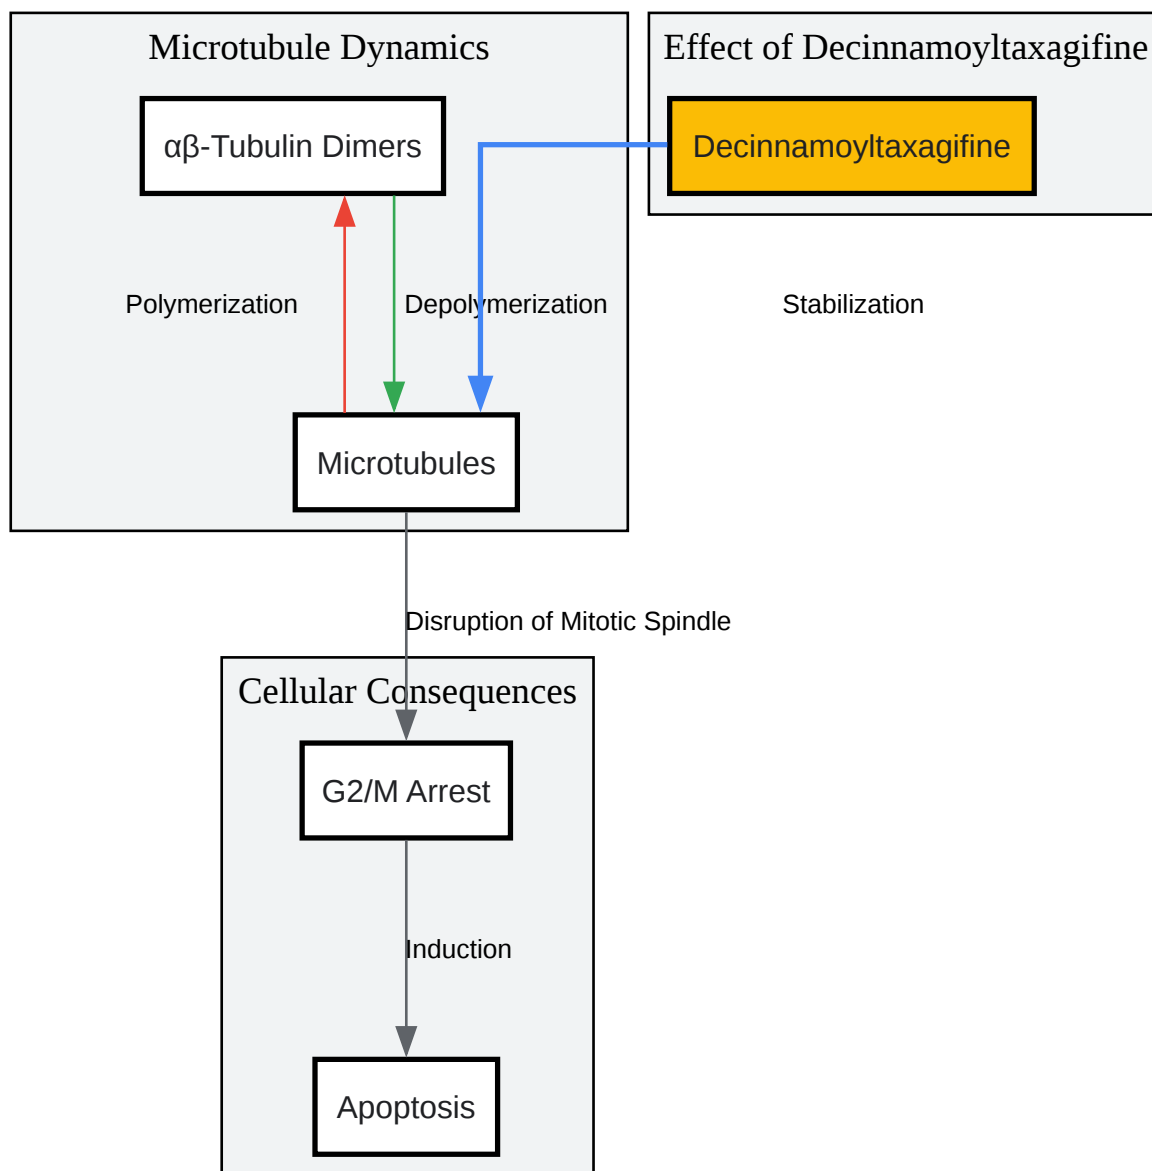 Microtubule Dynamics
Effect of Decinnamoyltaxagifine
αβ-Tubulin Dimers
Decinnamoyltaxagifine
Polymerization
Depolymerization
Stabilization
Microtubules
Disruption of Mitotic Spindle
Cellular Consequences
G2/M Arrest
Induction
Apoptosis